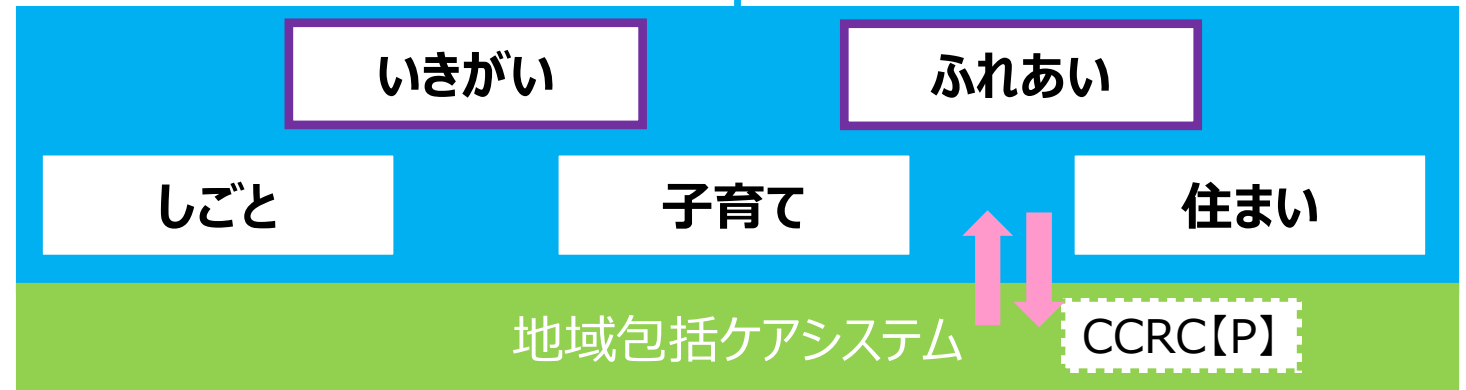 いきがい
ふれあい
しごと
子育て
住まい
地域包括ケアシステム
CCRC【P】